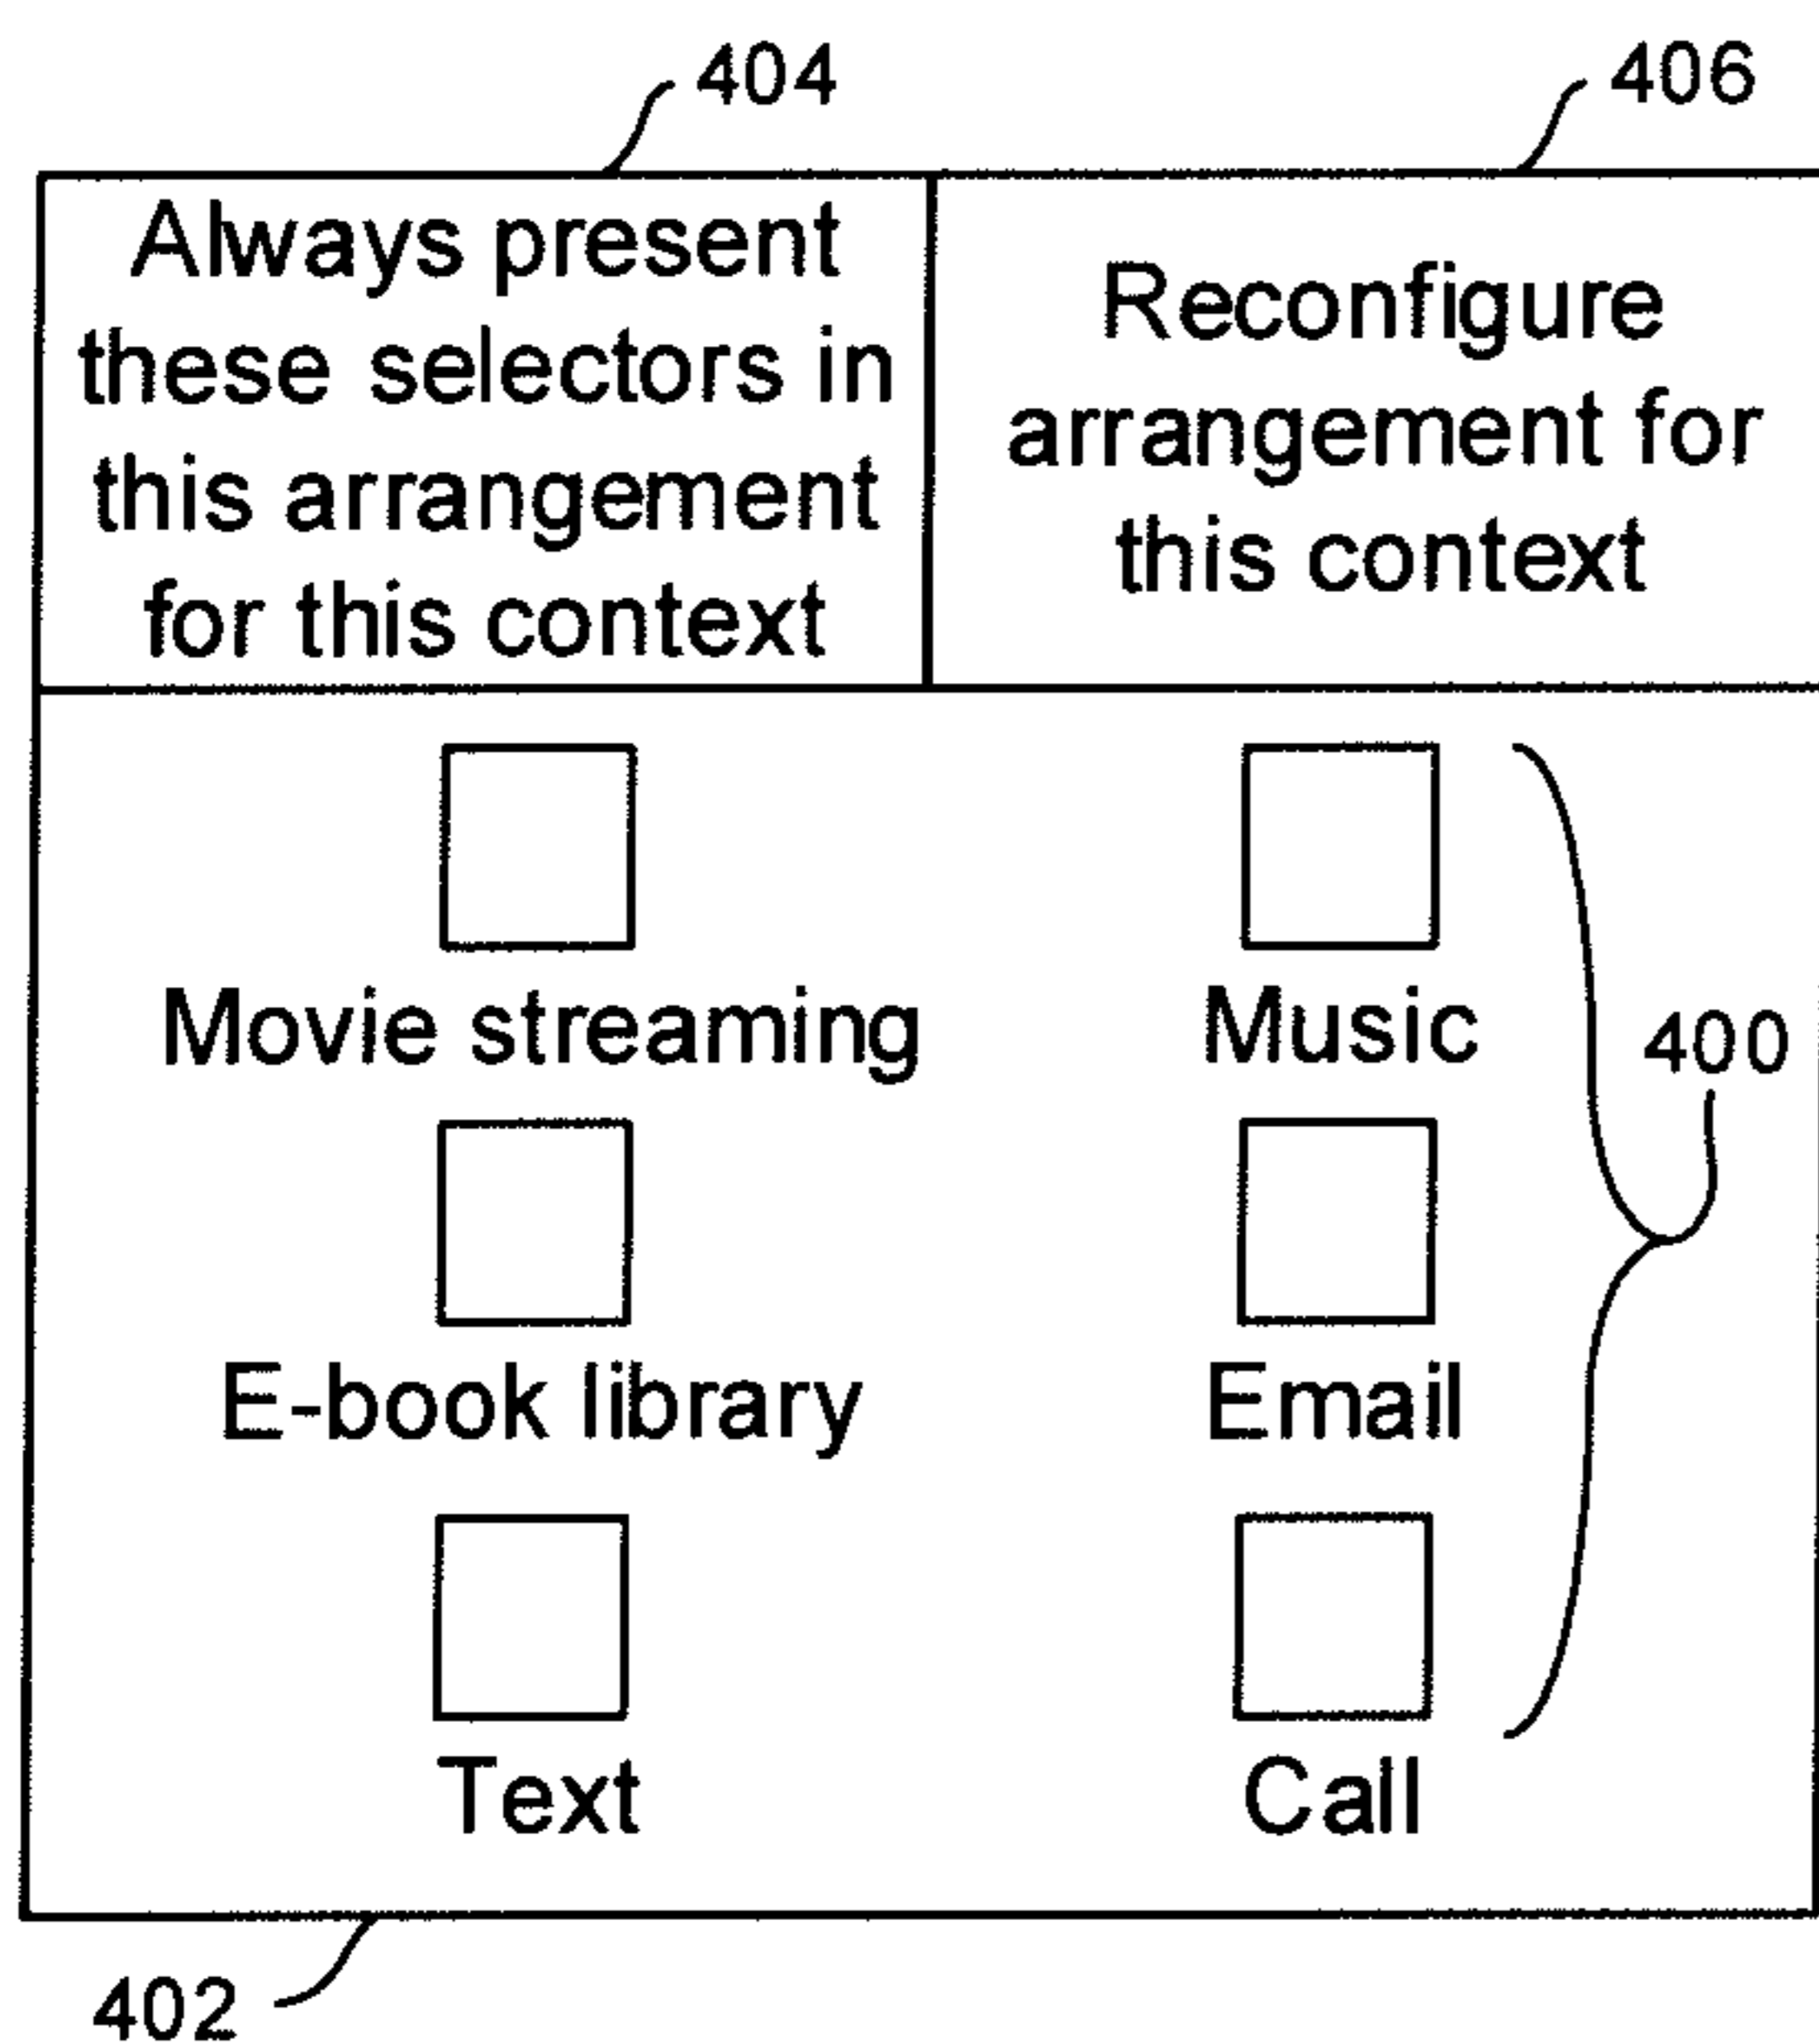 404
406
Always present
these selectors in
this arrangement
for this context
Reconfigure
arrangement for
this context
Movie streaming
Music
400
E-book library
Email
Text
Call
402